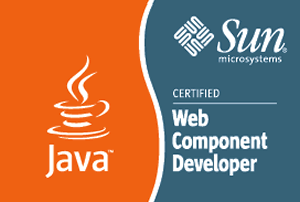 Sun
microsystems
CERTIFIED
Web
Component
Developer
Java™